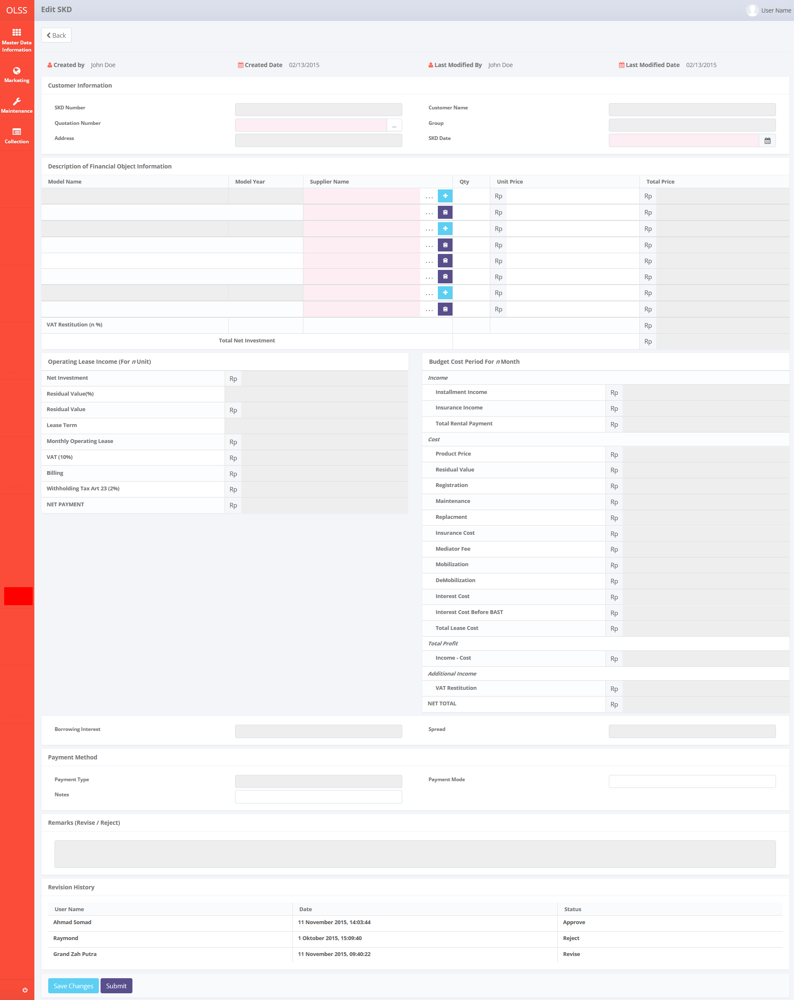 OLSS
Edit SKD
User Name
Master Data
Information
Marketing
Maintenance
Collection
Back
Created by John Doe
Created Date 02/13/2015
Last Modified By John Doe
Last Modified Date 02/13/2015
Customer Information
SKD Number
Customer Name
Quotation Number ...
Group
Address
SKD Date
Description of Financial Object Information
Model Name Model Year Supplier Name Qty Unit Price Total Price
... Rp Rp
... Rp Rp
... Rp Rp
... Rp Rp
... Rp Rp
... Rp Rp
... Rp Rp
... Rp Rp
VAT Restitution (n %) Rp
Total Net Investment Rp
Operating Lease Income (For n Unit)
Net Investment Rp
Residual Value(%)
Residual Value Rp
Lease Term
Monthly Operating Lease Rp
VAT (10%) Rp
Billing Rp
Withholding Tax Art 23 (2%) Rp
NET PAYMENT Rp
Budget Cost Period For n Month
Income
Installment Income Rp
Insurance Income Rp
Total Rental Payment Rp
Cost
Product Price Rp
Residual Value Rp
Registration Rp
Maintenance Rp
Replacment Rp
Insurance Cost Rp
Mediator Fee Rp
Mobilization Rp
DeMobilization Rp
Interest Cost Rp
Interest Cost Before BAST Rp
Total Lease Cost Rp
Total Profit
Income - Cost Rp
Additional Income
VAT Restitution Rp
NET TOTAL Rp
Borrowing Interest
Spread
Payment Method
Payment Type
Payment Mode
Notes
Remarks (Revise / Reject)
Revision History
User Name Date Status
Ahmad Somad 11 November 2015, 14:03:44 Approve
Raymond 1 Oktober 2015, 15:09:40 Reject
Grand Zah Putra 11 November 2015, 09:40:22 Revise
Save Changes Submit